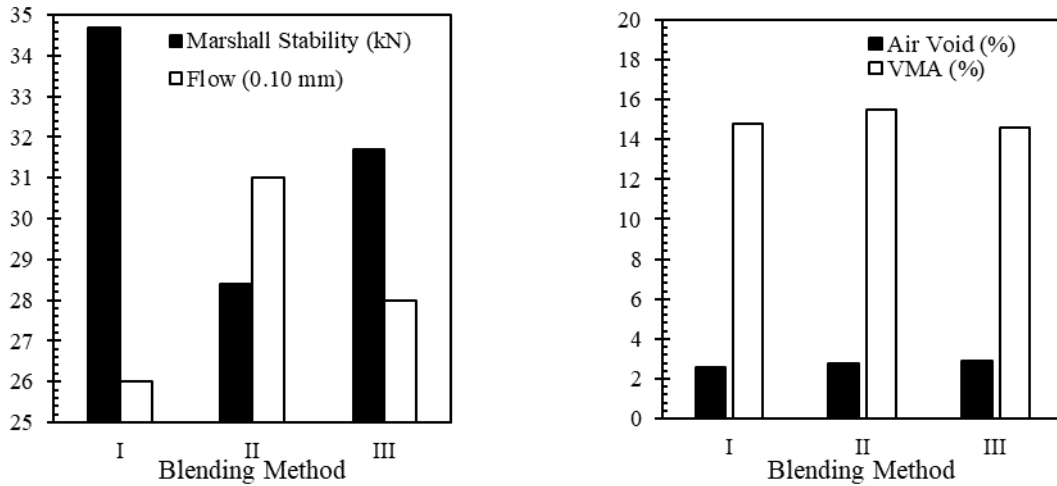 35
34
33
32
31
30
29
28
27
26
25
Marshall Stability (kN)
Flow (0.10 mm)
I
II
III
Blending Method
20
18
16
14
12
10
8
6
4
2
0
Air Void (%)
VMA (%)
I
II
III
Blending Method